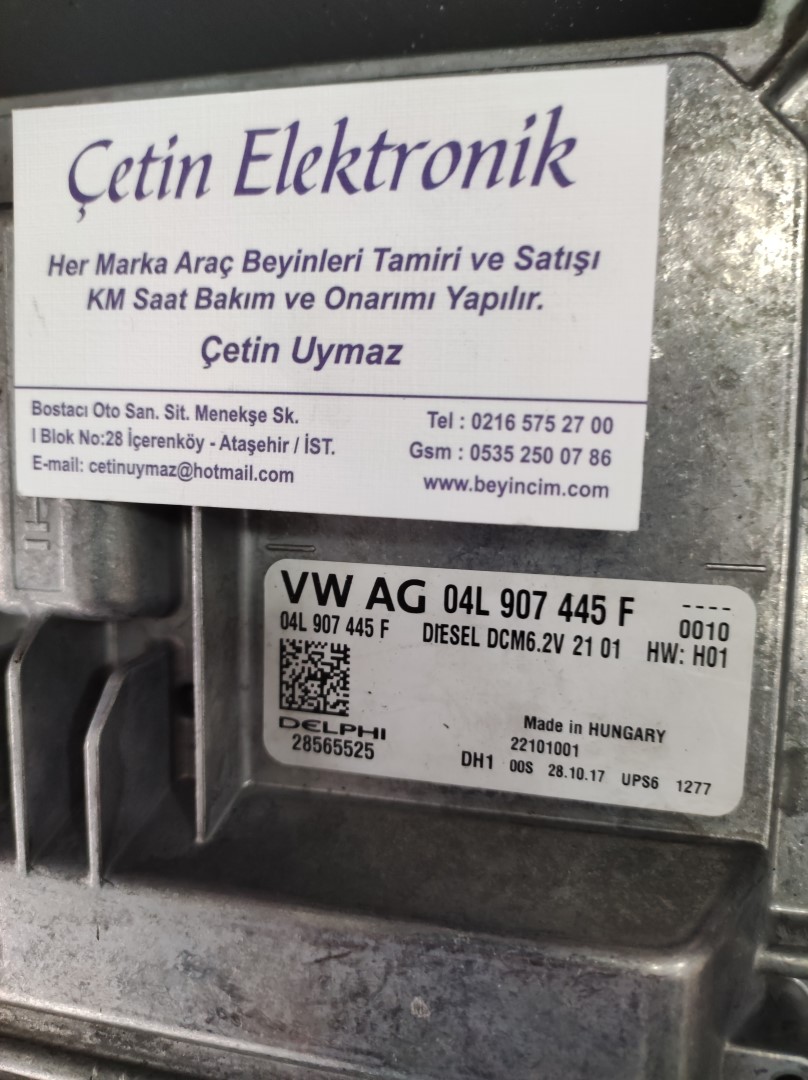 Çetin Elektronik
Her Marka Araç Beyinleri Tamiri ve Satışı
KM Saat Bakım ve Onarımı Yapılır.
Çetin Uymaz
Bostacı Oto San. Sit. Menekşe Sk.
I Blok No:28 İçerenköy - Ataşehir / İST.
E-mail: cetinuymaz@hotmail.com
Tel : 0216 575 27 00
Gsm : 0535 250 07 86
www.beyincim.com
VW AG 04L 907 445 F ----
04L 907 445 F DIESEL DCM6.2V 21 01 0010
HW: H01
DELPHI
28565525
Made in HUNGARY
22101001
DH1 00S 28.10.17 UPS6 1277